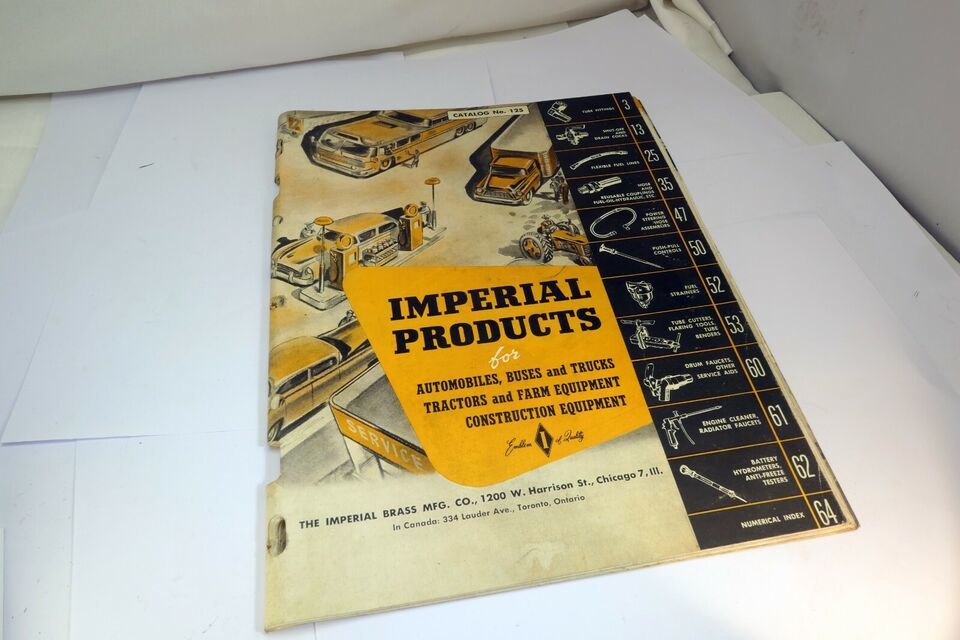 CATALOG No. 125
IMPERIAL
PRODUCTS
for
AUTOMOBILES, BUSES and TRUCKS
TRACTORS and FARM EQUIPMENT
CONSTRUCTION EQUIPMENT
Emblem I of Quality
SERVICE
THE IMPERIAL BRASS MFG. CO., 1200 W. Harrison St., Chicago 7, Ill.
In Canada: 334 Lauder Ave., Toronto, Ontario
TUBE FITTINGS 3
SHUT-OFF
AND
DRAIN COCKS
13
FLEXIBLE FUEL LINES 25
HOSE
AND
REUSABLE COUPLINGS
FUEL-OIL-HYDRAULIC, ETC.
35
POWER
STEERING
HOSE
ASSEMBLIES
47
PUSH-PULL
CONTROLS
50
FUEL
STRAINERS
52
TUBE CUTTERS,
FLARING TOOLS,
TUBE
BENDERS
53
DRUM FAUCETS,
OTHER
SERVICE AIDS
60
ENGINE CLEANER,
RADIATOR FAUCETS
61
BATTERY
HYDROMETERS,
ANTI-FREEZE
TESTERS
62
NUMERICAL INDEX 64